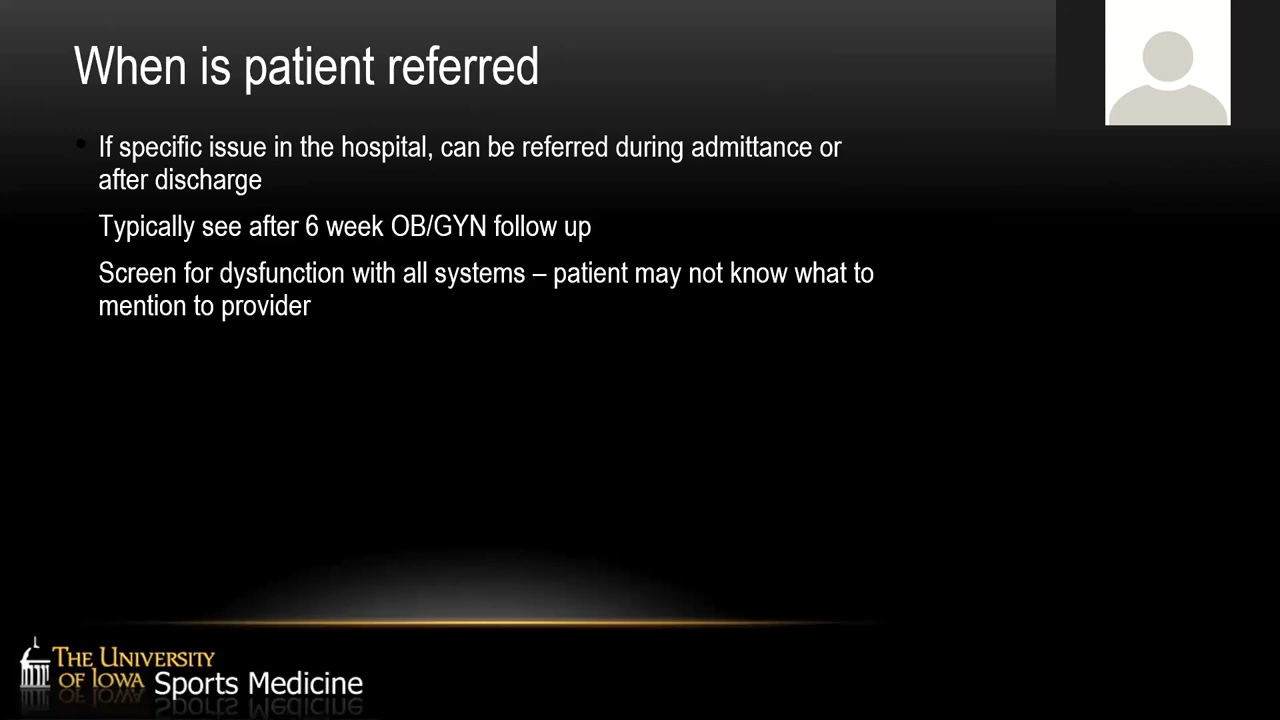 When is patient referred
If specific issue in the hospital, can be referred during admittance or
after discharge
Typically see after 6 week OB/GYN follow up
Screen for dysfunction with all systems – patient may not know what to
mention to provider
THE UNIVERSITY
OF IOWA Sports Medicine